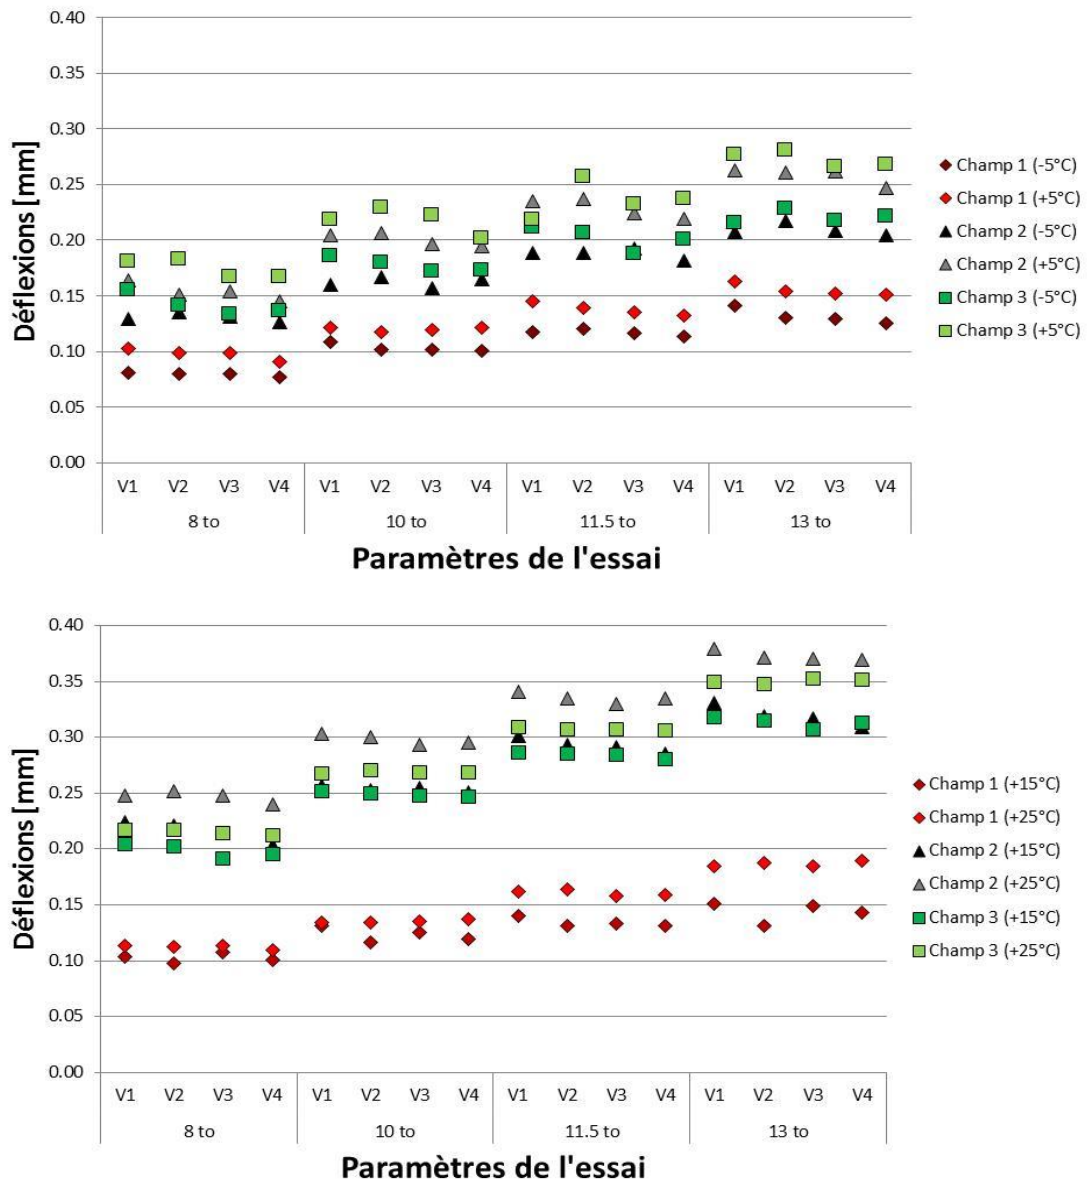 0.40
0.35
0.30
0.25
0.20
0.15
0.10
0.05
0.00
Déflexions [mm]
V1 V2 V3 V4 V1 V2 V3 V4 V1 V2 V3 V4 V1 V2 V3 V4
8 to 10 to 11.5 to 13 to
Paramètres de l'essai
Champ 1 (-5°C)
Champ 1 (+5°C)
Champ 2 (-5°C)
Champ 2 (+5°C)
Champ 3 (-5°C)
Champ 3 (+5°C)
0.40
0.35
0.30
0.25
0.20
0.15
0.10
0.05
0.00
Déflexions [mm]
V1 V2 V3 V4 V1 V2 V3 V4 V1 V2 V3 V4 V1 V2 V3 V4
8 to 10 to 11.5 to 13 to
Paramètres de l'essai
Champ 1 (+15°C)
Champ 1 (+25°C)
Champ 2 (+15°C)
Champ 2 (+25°C)
Champ 3 (+15°C)
Champ 3 (+25°C)